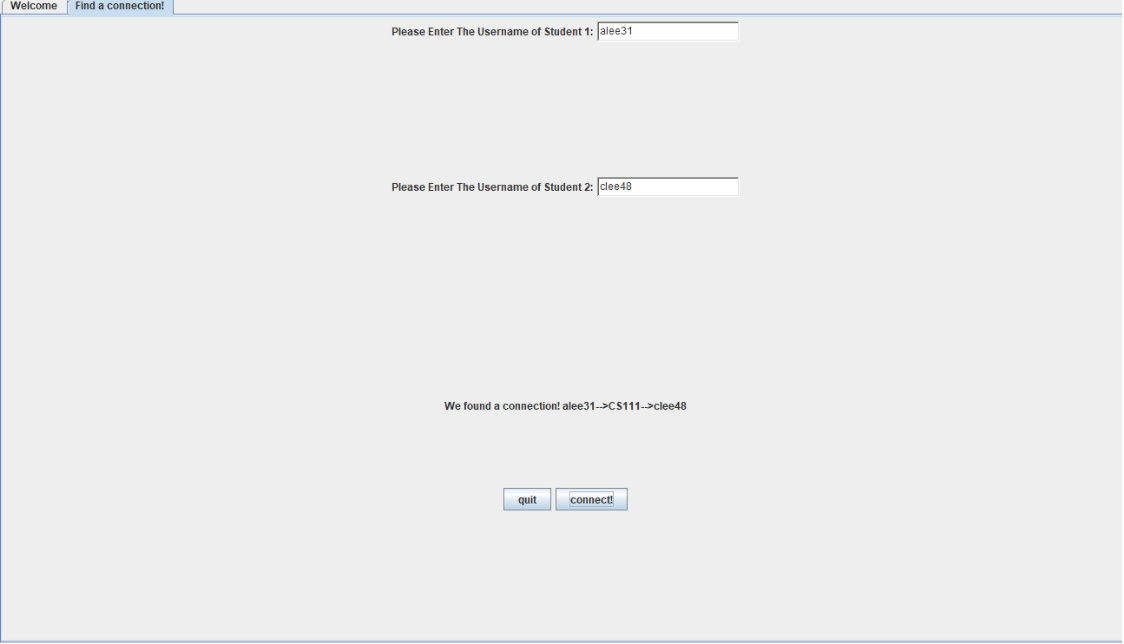 Welcome Find a connection!
Please Enter The Username of Student 1: alee31
Please Enter The Username of Student 2: clee48
We found a connection! alee31-->CS111-->clee48
quit connect!